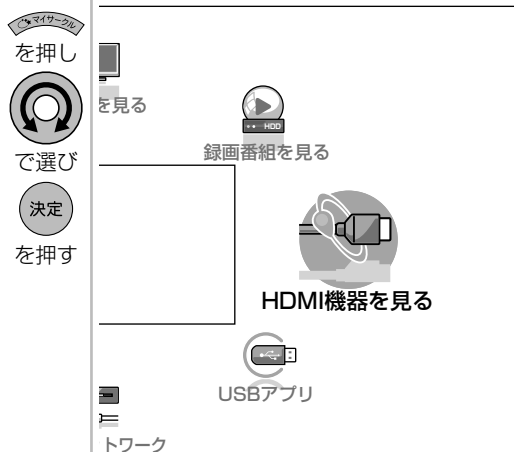 マイサークル
を押し
で選び
決定
を押す
を見る
HDD
録画番組を見る
HDMI機器を見る
USBアプリ
トワーク